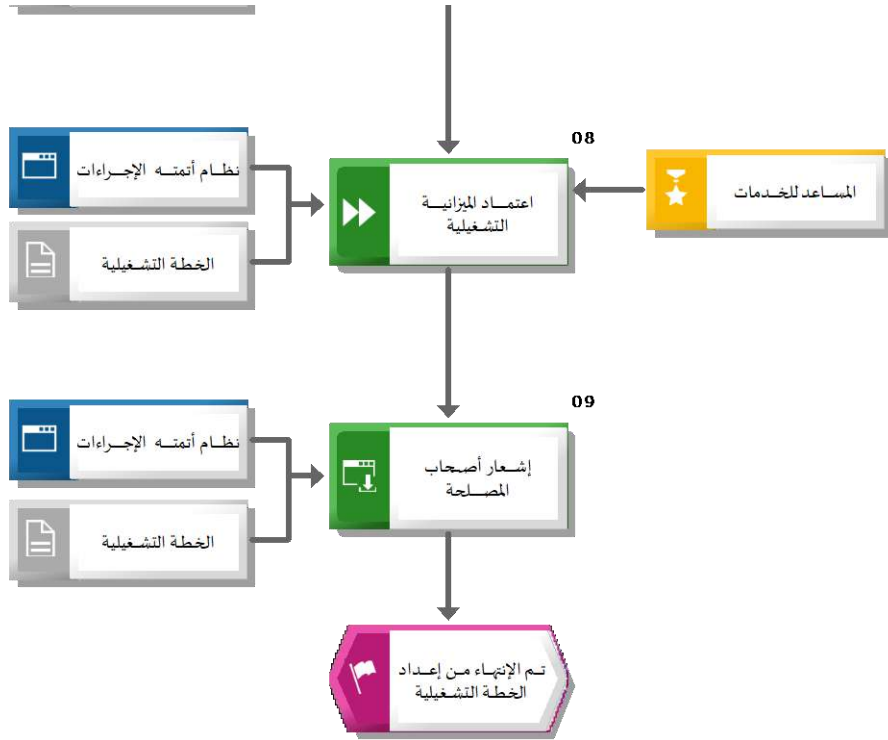 08
نظام أتمته الإجراءات
اعتماد الميزانية
التشغيلية
المساعد للخدمات
الخطة التشغيلية
09
نظام أتمته الإجراءات
إشعار أصحاب
المصلحة
الخطة التشغيلية
تم الإنتهاء من إعداد
الخطة التشغيلية